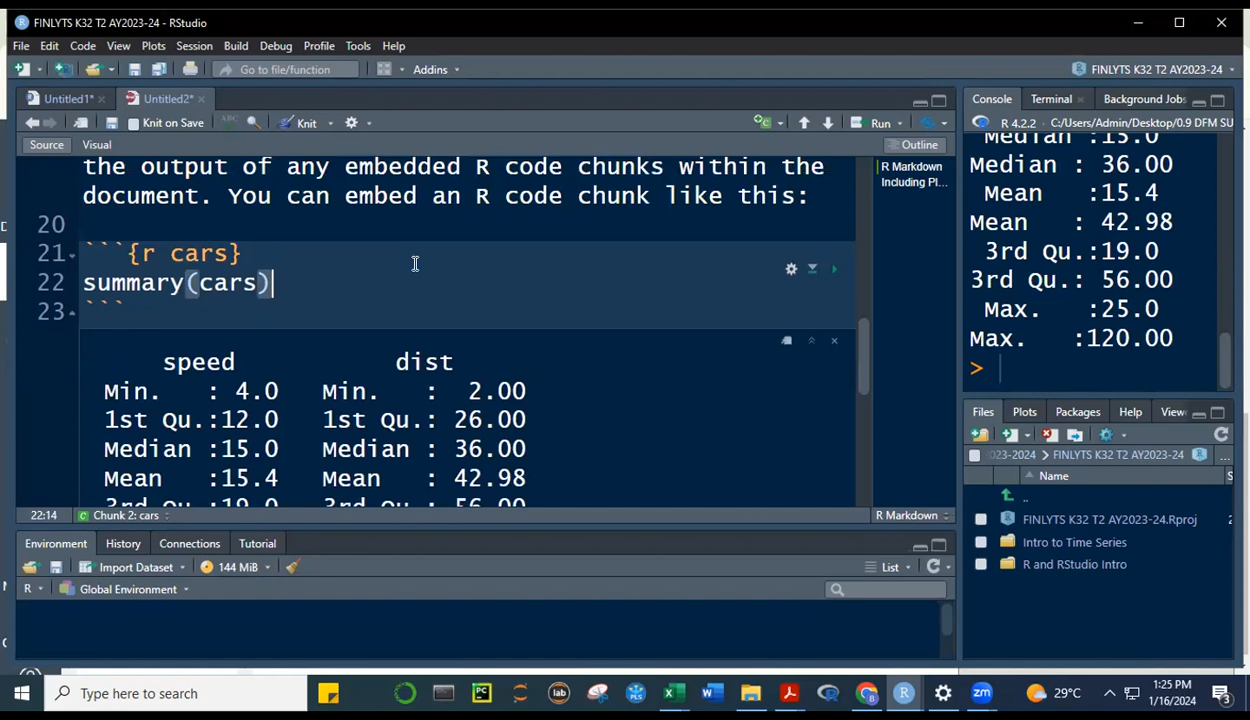 FINLYTS K32 T2 AY2023-24 - RStudio
File Edit Code View Plots Session Build Debug Profile Tools Help
Go to file/function Addins FINLYTS K32 T2 AY2023-24
Untitled1* Untitled2*
Knit on Save Knit Run
Source Visual Outline
the output of any embedded R code chunks within the
document. You can embed an R code chunk like this:
20
21 ```{r cars}
22 summary(cars)
23 ```
speed dist
Min. : 4.0 Min. : 2.00
1st Qu.:12.0 1st Qu.: 26.00
Median :15.0 Median : 36.00
Mean :15.4 Mean : 42.98
3rd Qu.:19.0 3rd Qu.: 56.00
22:14 Chunk 2: cars R Markdown
R Markdown
Including Pl...
Console Terminal Background Jobs
R 4.2.2 C:/Users/Admin/Desktop/0.9 DFM SU
Median :15.0
Median : 36.00
Mean :15.4
Mean : 42.98
3rd Qu.:19.0
3rd Qu.: 56.00
Max. :25.0
Max. :120.00
>
Files Plots Packages Help View
023-2024 FINLYTS K32 T2 AY2023-24 ...
Name S
..
FINLYTS K32 T2 AY2023-24.Rproj 2
Intro to Time Series
R and RStudio Intro
Environment History Connections Tutorial
Import Dataset 144 MiB List
R Global Environment
Type here to search
29°C
1:25 PM
1/16/2024
3